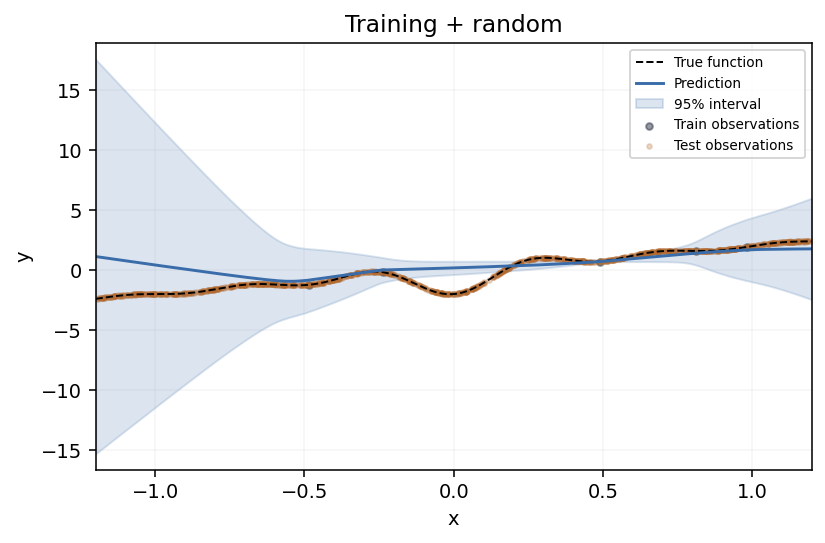 Training + random
True function
Prediction
95% interval
Train observations
Test observations
y
15
10
5
0
−5
−10
−15
−1.0
−0.5
0.0
0.5
1.0
x